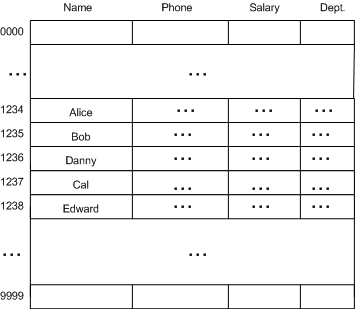 Name Phone Salary Dept.
0000
... ...
1234 Alice ... ... ...
1235 Bob ... ... ...
1236 Danny ... ... ...
1237 Cal ... ... ...
1238 Edward ... ... ...
... ...
9999